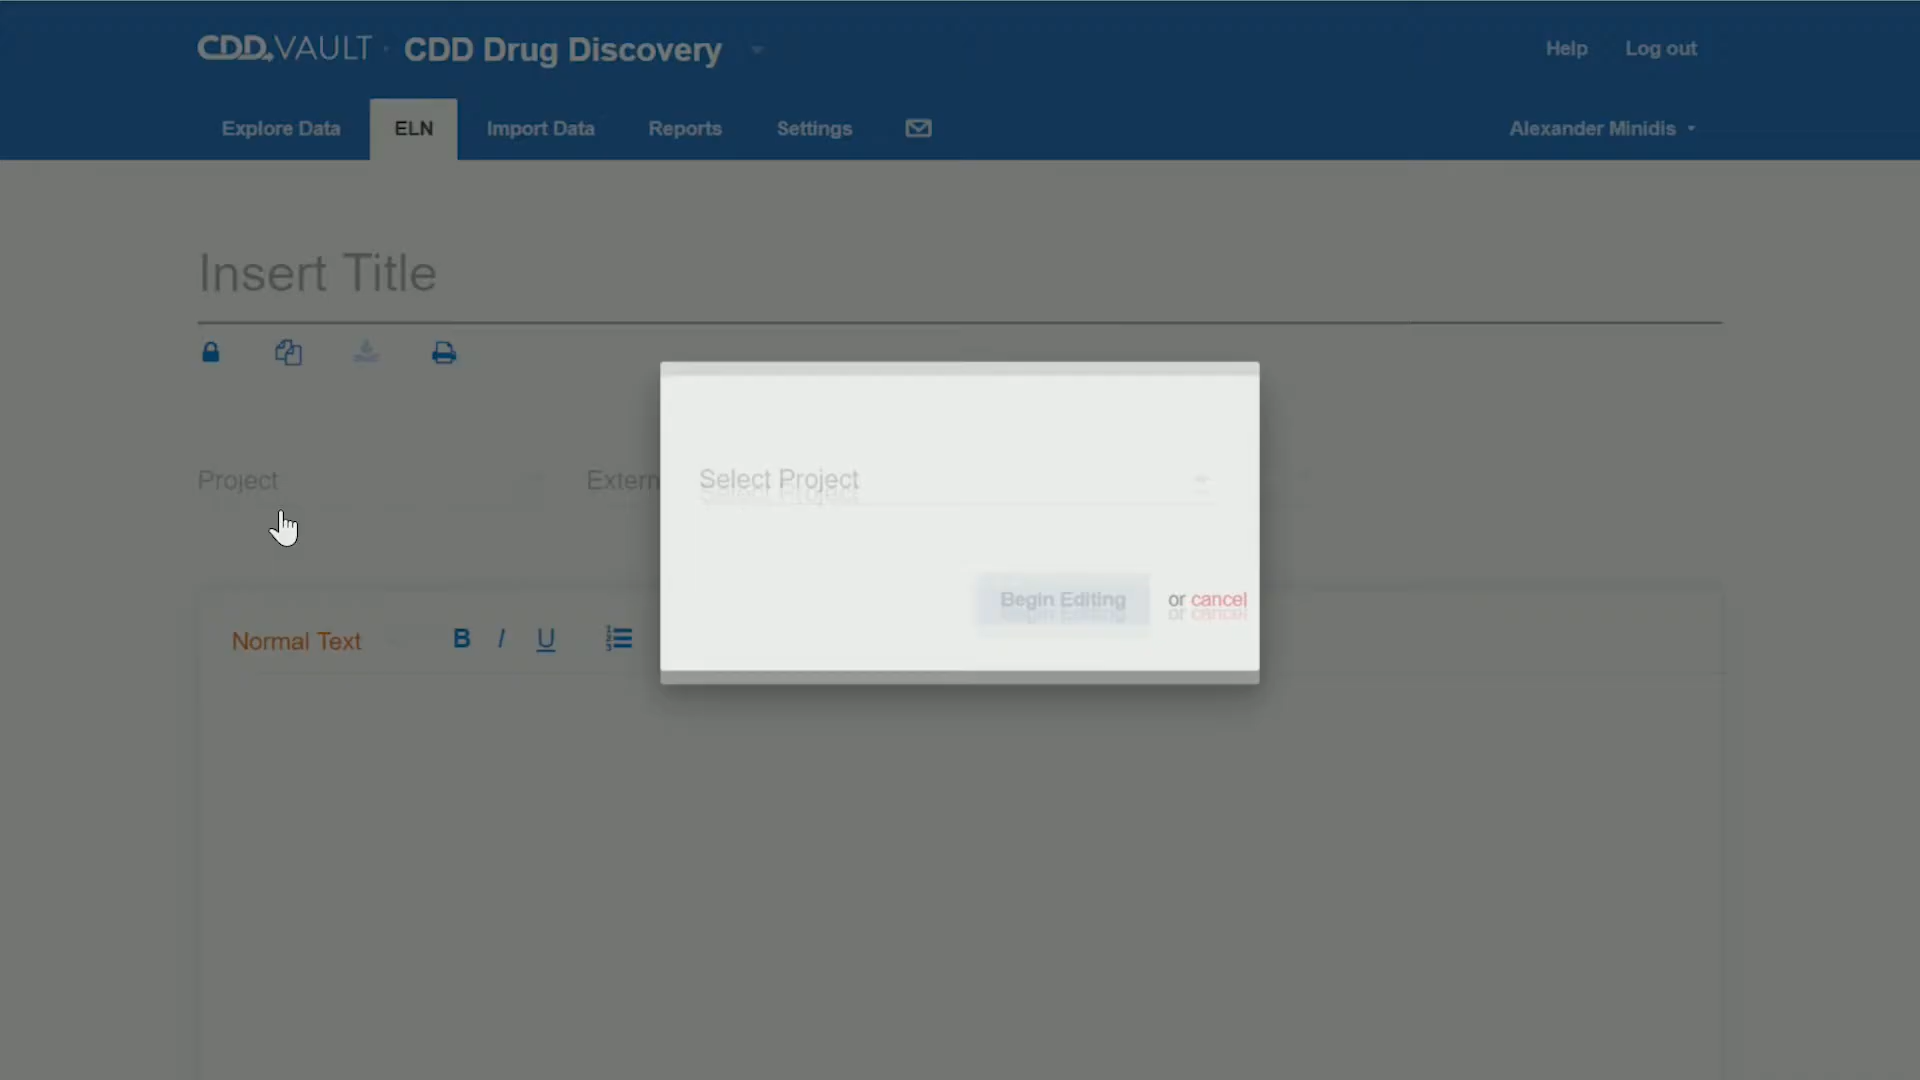 CDD VAULT · CDD Drug Discovery
Help Log out
Explore Data ELN Import Data Reports Settings Alexander Minidis
Insert Title
Project Extern Select Project
Begin Editing or cancel
Normal Text B I U